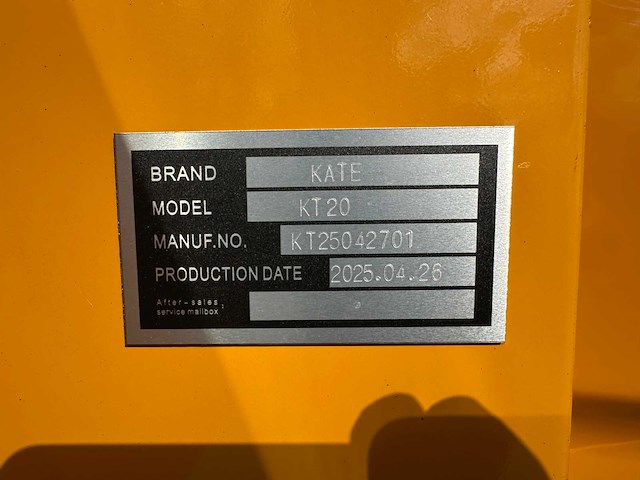 BRAND KATE
MODEL KT20
MANUF.NO. KT25042701
PRODUCTION DATE 2025.04.26
After-sales
service mailbox: